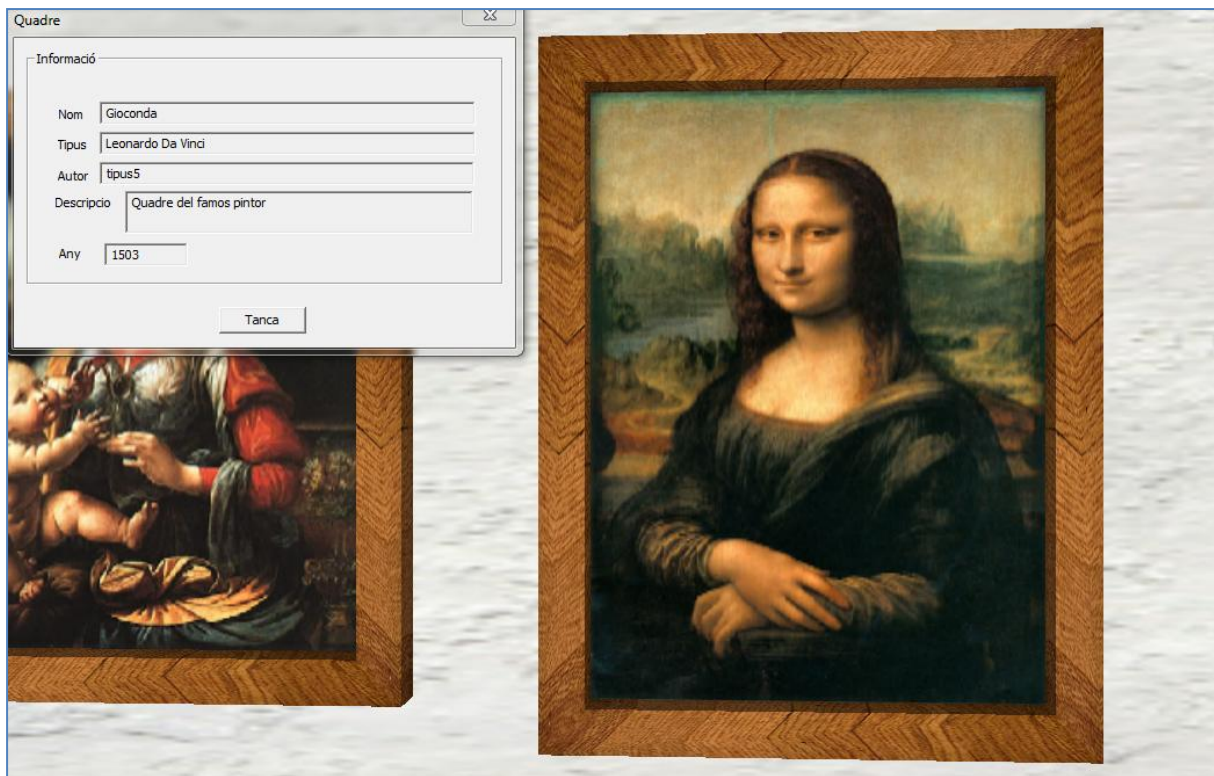 Quadre
Informació
Nom Gioconda
Tipus Leonardo Da Vinci
Autor tipus5
Descripcio Quadre del famos pintor
Any 1503
Tanca